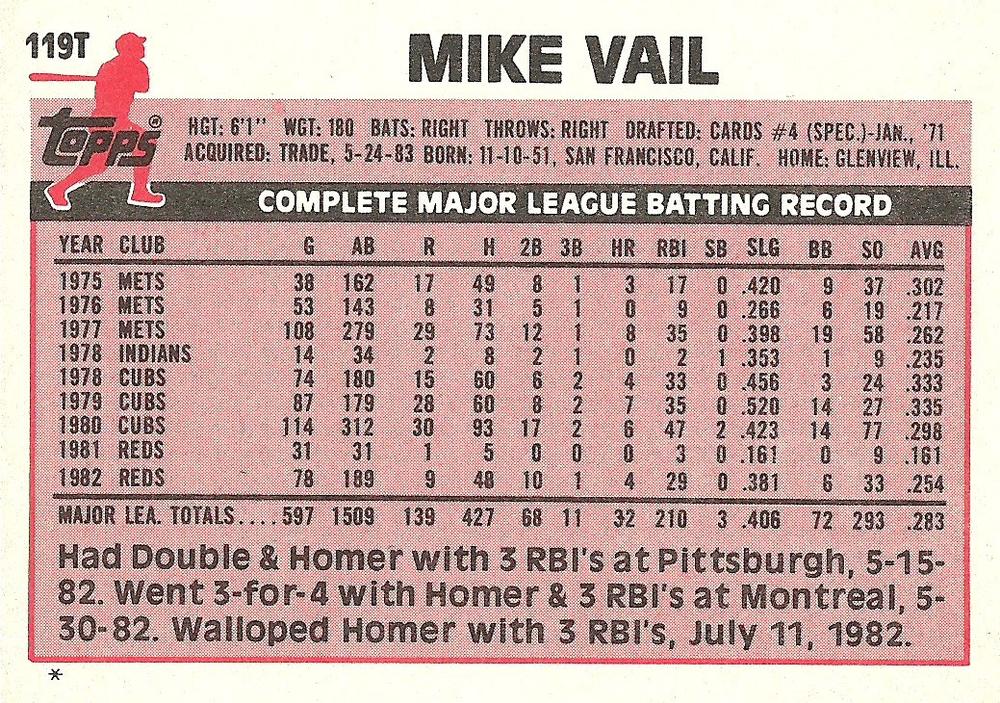 119T
MIKE VAIL
Topps®
HGT: 6'1" WGT: 180 BATS: RIGHT THROWS: RIGHT DRAFTED: CARDS #4 (SPEC.)-JAN., '71
ACQUIRED: TRADE, 5-24-83 BORN: 11-10-51, SAN FRANCISCO, CALIF. HOME: GLENVIEW, ILL.
COMPLETE MAJOR LEAGUE BATTING RECORD
YEAR CLUB G AB R H 2B 3B HR RBI SB SLG BB SO AVG
1975 METS 38 162 17 49 8 1 3 17 0 .420 9 37 .302
1976 METS 53 143 8 31 5 1 0 9 0 .266 6 19 .217
1977 METS 108 279 29 73 12 1 8 35 0 .398 19 58 .262
1978 INDIANS 14 34 2 8 2 1 0 2 1 .353 1 9 .235
1978 CUBS 74 180 15 60 6 2 4 33 0 .456 3 24 .333
1979 CUBS 87 179 28 60 8 2 7 35 0 .520 14 27 .335
1980 CUBS 114 312 30 93 17 2 6 47 2 .423 14 77 .298
1981 REDS 31 31 1 5 0 0 0 3 0 .161 0 9 .161
1982 REDS 78 189 9 48 10 1 4 29 0 .381 6 33 .254
MAJOR LEA. TOTALS.... 597 1509 139 427 68 11 32 210 3 .406 72 293 .283
Had Double & Homer with 3 RBI's at Pittsburgh, 5-15-
82. Went 3-for-4 with Homer & 3 RBI's at Montreal, 5-
30-82. Walloped Homer with 3 RBI's, July 11, 1982.
*